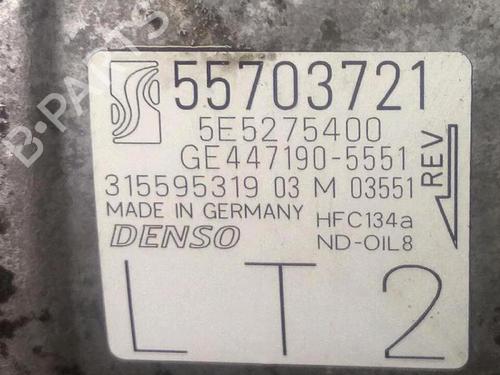 55703721
5E5275400
GE447190-5551
315595319 03 M 03551
REV
MADE IN GERMANY HFC134a
DENSO ND-OIL8
LT2
B-PARTS